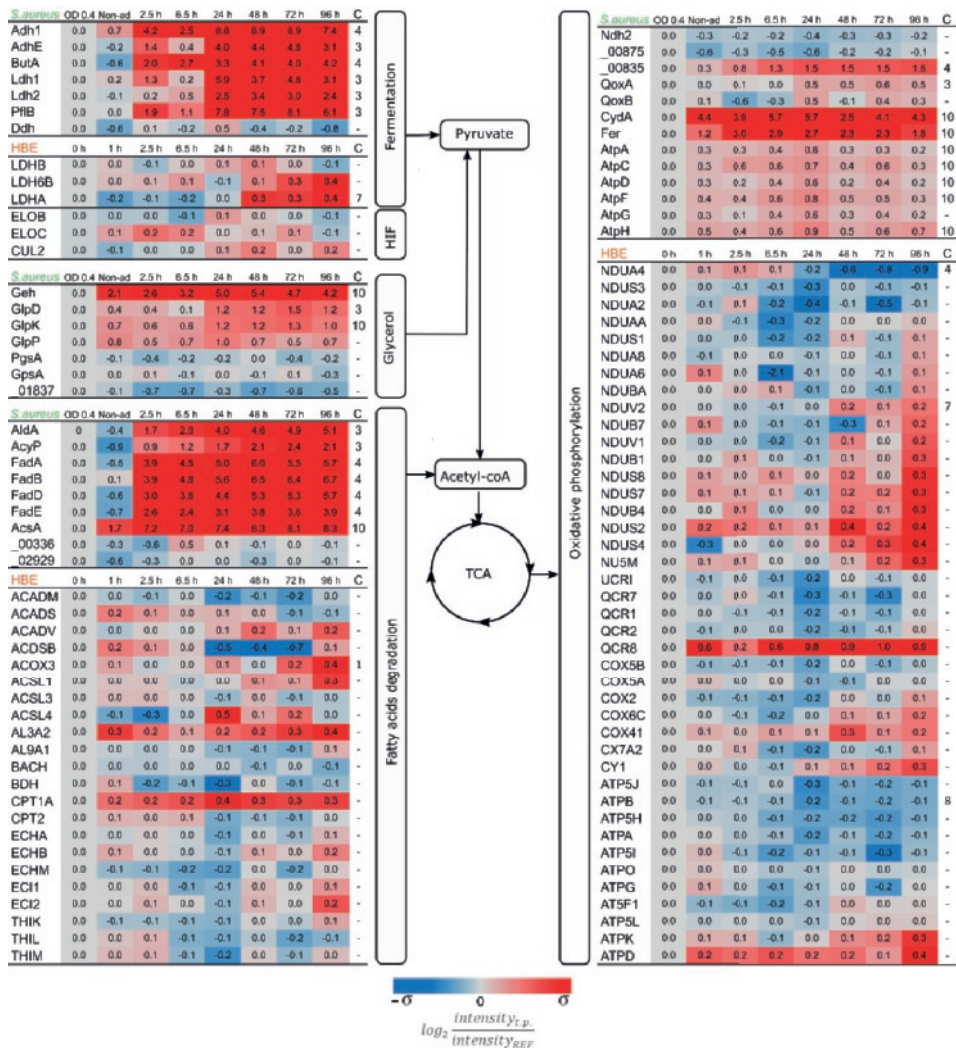 S.aureus OD 0.4 Non-ad 2.5 h 6.5 h 24 h 48 h 72 h 96 h C
Adh1 0.0 0.7 4.2 2.5 8.8 8.9 8.9 7.4 4
AdhE 0.0 -0.2 1.4 0.4 4.0 4.4 4.8 3.1 3
ButA 0.0 -0.6 2.0 2.7 3.3 4.1 4.0 4.2 4
Ldh1 0.0 0.2 1.3 0.2 5.9 3.7 4.8 3.1 3
Ldh2 0.0 -0.1 0.2 0.5 2.5 3.4 3.0 2.4 3
PflB 0.0 0.0 1.9 1.1 7.8 7.5 8.1 6.1 3
Ddh 0.0 -0.6 0.1 -0.2 0.5 -0.4 -0.2 -0.8 -
HBE 0 h 1 h 2.5 h 6.5 h 24 h 48 h 72 h 96 h C
LDHB 0.0 0.0 -0.1 0.0 0.1 0.1 0.0 -0.1 -
LDH6B 0.0 0.0 0.1 0.1 -0.1 0.1 0.3 0.4 -
LDHA 0.0 -0.2 -0.1 -0.2 0.0 0.3 0.3 0.4 7
ELOB 0.0 0.0 0.0 -0.1 0.1 0.0 0.0 0.0 -
ELOC 0.0 0.1 0.2 0.2 0.0 0.1 0.1 -0.1 -
CUL2 0.0 -0.1 0.0 0.0 0.1 0.2 0.0 0.2 -
Fermentation
HIF
S.aureus OD 0.4 Non-ad 2.5 h 6.5 h 24 h 48 h 72 h 96 h C
Geh 0.0 2.1 2.6 3.2 5.0 5.4 4.7 4.2 10
GlpD 0.0 0.4 0.4 0.1 1.2 1.2 1.5 1.2 3
GlpK 0.0 0.7 0.6 0.6 1.2 1.2 1.3 1.0 10
GlpP 0.0 0.8 0.5 0.7 1.0 0.7 0.5 0.7 -
PgsA 0.0 -0.1 -0.4 -0.2 -0.2 0.0 -0.4 -0.2 -
GpsA 0.0 0.0 0.1 -0.1 0.0 -0.1 0.1 -0.3 -
_01837 0.0 -0.1 -0.7 -0.7 -0.3 -0.7 -0.6 -0.5 -
Glycerol
S.aureus OD 0.4 Non-ad 2.5 h 6.5 h 24 h 48 h 72 h 96 h C
AldA 0 -0.4 1.7 2.0 4.0 4.6 4.9 5.1 3
AcyP 0.0 -0.9 0.9 1.2 1.7 2.1 2.4 2.1 3
FadA 0.0 -0.5 3.9 4.5 5.0 6.0 5.5 5.7 4
FadB 0.0 0.1 3.9 4.8 5.6 6.5 6.4 6.7 4
FadD 0.0 -0.6 3.0 3.6 4.4 5.3 5.3 5.7 4
FadE 0.0 -0.7 2.6 2.4 3.1 3.8 3.6 3.9 4
AcsA 0.0 1.7 7.2 7.0 7.4 8.3 8.1 8.3 10
_00336 0.0 -0.3 -0.6 0.5 0.1 -0.1 0.0 -0.1 -
_02929 0.0 -0.6 -0.3 0.0 0.0 -0.1 0.0 0.0 -
HBE 0 h 1 h 2.5 h 6.5 h 24 h 48 h 72 h 96 h C
ACADM 0.0 0.0 -0.1 0.0 -0.2 -0.1 -0.2 0.0 -
ACADS 0.0 0.2 0.1 0.0 0.1 0.0 -0.1 -0.1 -
ACADV 0.0 0.0 0.0 0.0 0.1 0.2 0.1 0.2 -
ACDSB 0.0 0.2 0.1 0.0 -0.5 -0.4 -0.7 0.1 -
ACOX3 0.0 0.1 0.0 0.0 0.1 0.0 0.2 0.4 1
ACSL1 0.0 0.0 0.0 0.0 0.0 0.1 0.1 0.3 -
ACSL3 0.0 0.0 0.0 0.0 -0.1 0.0 -0.1 0.0 -
ACSL4 0.0 -0.1 -0.3 0.0 0.5 0.1 0.2 0.0 -
AL3A2 0.0 0.3 0.2 0.1 0.2 0.2 0.3 0.4 -
AL9A1 0.0 0.0 0.0 0.0 -0.1 -0.1 -0.1 0.1 -
BACH 0.0 0.0 0.0 0.0 -0.1 0.0 -0.1 0.0 -
BDH 0.0 0.1 -0.2 -0.1 -0.3 0.0 -0.1 -0.1 -
CPT1A 0.0 0.2 0.2 0.2 0.4 0.3 0.3 0.3 -
CPT2 0.0 0.1 0.0 0.1 -0.1 -0.1 -0.1 0.0 -
ECHA 0.0 0.0 0.0 0.0 -0.1 0.0 0.0 0.1 -
ECHB 0.0 0.1 0.0 0.0 -0.1 0.1 0.0 0.2 -
ECHM 0.0 -0.1 -0.1 -0.2 -0.2 0.0 -0.1 0.0 -
ECI1 0.0 0.0 0.0 -0.1 -0.1 0.0 0.0 0.1 -
ECI2 0.0 0.0 0.1 0.0 -0.1 0.0 0.0 0.2 -
THIK 0.0 -0.1 -0.1 -0.1 -0.1 0.0 0.0 0.1 -
THIL 0.0 0.0 0.1 -0.1 -0.1 0.0 -0.2 -0.1 -
THIM 0.0 0.0 0.0 -0.1 -0.2 0.0 -0.1 0.0 -
Fatty acids degradation
Pyruvate
Acetyl-coA
TCA
Oxidative phosphorylation
S.aureus OD 0.4 Non-ad 2.5 h 6.5 h 24 h 48 h 72 h 96 h C
Ndh2 0.0 -0.3 -0.2 -0.2 -0.4 -0.3 -0.3 -0.2 -
_00875 0.0 -0.6 -0.3 -0.5 -0.6 -0.2 -0.2 -0.1 -
_00835 0.0 0.3 0.8 1.3 1.5 1.5 1.5 1.6 4
QoxA 0.0 0.0 0.1 0.0 0.5 0.5 0.6 0.5 3
QoxB 0.0 0.1 -0.6 -0.3 0.5 -0.1 0.4 0.3 -
CydA 0.0 4.4 3.9 5.7 5.7 2.5 4.1 4.3 10
Fer 0.0 1.2 3.0 2.9 2.7 2.3 2.3 1.8 10
AtpA 0.0 0.3 0.3 0.4 0.6 0.3 0.3 0.2 10
AtpC 0.0 0.3 0.6 0.6 0.7 0.4 0.6 0.3 10
AtpD 0.0 0.3 0.2 0.4 0.6 0.2 0.4 0.2 10
AtpF 0.0 0.4 0.4 0.6 0.8 0.5 0.5 0.3 10
AtpG 0.0 0.3 0.1 0.4 0.6 0.3 0.4 0.2 -
AtpH 0.0 0.5 0.4 0.6 0.9 0.5 0.6 0.7 10
HBE 0 h 1 h 2.5 h 6.5 h 24 h 48 h 72 h 96 h C
NDUA4 0.0 0.1 0.1 0.1 -0.2 -0.6 -0.8 -0.9 4
NDUS3 0.0 -0.1 -0.1 -0.1 -0.3 0.0 -0.1 -0.1 -
NDUA2 0.0 -0.1 0.1 -0.2 -0.4 -0.1 -0.5 -0.1 -
NDUAA 0.0 0.0 -0.1 -0.3 -0.2 0.0 0.0 0.0 -
NDUS1 0.0 0.0 0.0 -0.2 -0.2 -0.1 0.0 0.1 -
NDUA8 0.0 -0.1 0.0 0.0 -0.1 0.0 0.0 0.1 -
NDUA6 0.0 0.1 0.0 -2.1 -0.1 0.0 0.0 0.1 -
NDUBA 0.0 0.0 0.0 0.1 -0.1 -0.1 0.0 0.1 -
NDUV2 0.0 0.0 0.0 -0.1 0.0 0.2 0.1 0.2 7
NDUB7 0.0 0.1 0.0 0.0 -0.1 -0.3 0.1 0.2 -
NDUV1 0.0 0.0 0.0 -0.2 -0.1 0.1 0.0 0.2 -
NDUB1 0.0 0.0 0.1 0.0 -0.1 0.0 0.0 0.3 -
NDUS8 0.0 0.1 0.1 0.1 0.0 0.2 0.0 0.3 -
NDUS7 0.0 0.1 0.1 0.1 -0.1 0.2 0.2 0.3 -
NDUB4 0.0 0.0 0.1 0.0 0.0 0.2 0.1 0.3 -
NDUS2 0.0 0.2 0.2 0.1 0.1 0.4 0.2 0.4 -
NDUS4 0.0 -0.3 0.0 0.0 0.0 0.2 0.3 0.4 -
NU5M 0.0 0.1 0.1 0.0 0.0 0.1 0.2 0.3 -
UCRI 0.0 -0.1 0.0 -0.1 -0.2 0.0 -0.1 0.0 -
QCR7 0.0 -0.1 0.0 0.0 -0.3 -0.1 -0.3 0.0 -
QCR1 0.0 0.0 -0.1 -0.1 -0.2 -0.1 -0.1 0.0 -
QCR2 0.0 -0.1 0.0 0.0 -0.2 -0.1 -0.1 0.0 -
QCR8 0.0 0.6 0.2 0.6 0.8 0.9 1.0 0.9 -
COX5B 0.0 -0.1 -0.1 -0.1 -0.2 0.0 -0.1 0.0 -
COX5A 0.0 0.0 0.0 -0.1 -0.1 0.0 -0.1 0.0 -
COX2 0.0 -0.1 -0.1 -0.1 -0.2 0.0 0.0 0.1 -
COX6C 0.0 0.0 -0.1 -0.2 0.0 0.1 0.1 0.2 -
COX41 0.0 0.2 0.1 0.1 0.1 0.3 0.1 0.2 -
CX7A2 0.0 0.0 0.1 -0.1 -0.2 0.0 -0.1 0.1 -
CY1 0.0 0.0 0.0 -0.1 0.1 0.1 0.2 0.3 -
ATP5J 0.0 -0.1 -0.1 0.0 -0.3 -0.1 -0.2 -0.1 -
ATPB 0.0 -0.1 -0.1 -0.1 -0.2 -0.1 -0.1 -0.1 8
ATP5H 0.0 -0.1 0.0 -0.1 -0.2 -0.2 -0.2 -0.1 -
ATPA 0.0 -0.1 0.0 -0.1 -0.2 -0.1 -0.1 -0.1 -
ATP5I 0.0 0.0 -0.1 -0.2 -0.2 -0.1 -0.3 -0.1 -
ATPO 0.0 0.0 0.0 0.0 -0.1 0.0 0.0 0.0 -
ATPG 0.0 0.1 0.0 -0.1 -0.1 0.0 -0.2 0.0 -
AT5F1 0.0 -0.1 -0.1 -0.2 -0.1 0.0 0.0 -0.1 -
ATP5L 0.0 0.0 0.0 0.0 -0.1 0.0 0.0 0.0 -
ATPK 0.0 0.1 0.1 -0.1 0.0 0.2 0.2 0.3 -
ATPD 0.0 0.2 0.2 0.2 0.2 0.2 0.1 0.4 -
-σ 0 σ
log₂ intensity_t.p. / intensity_REF